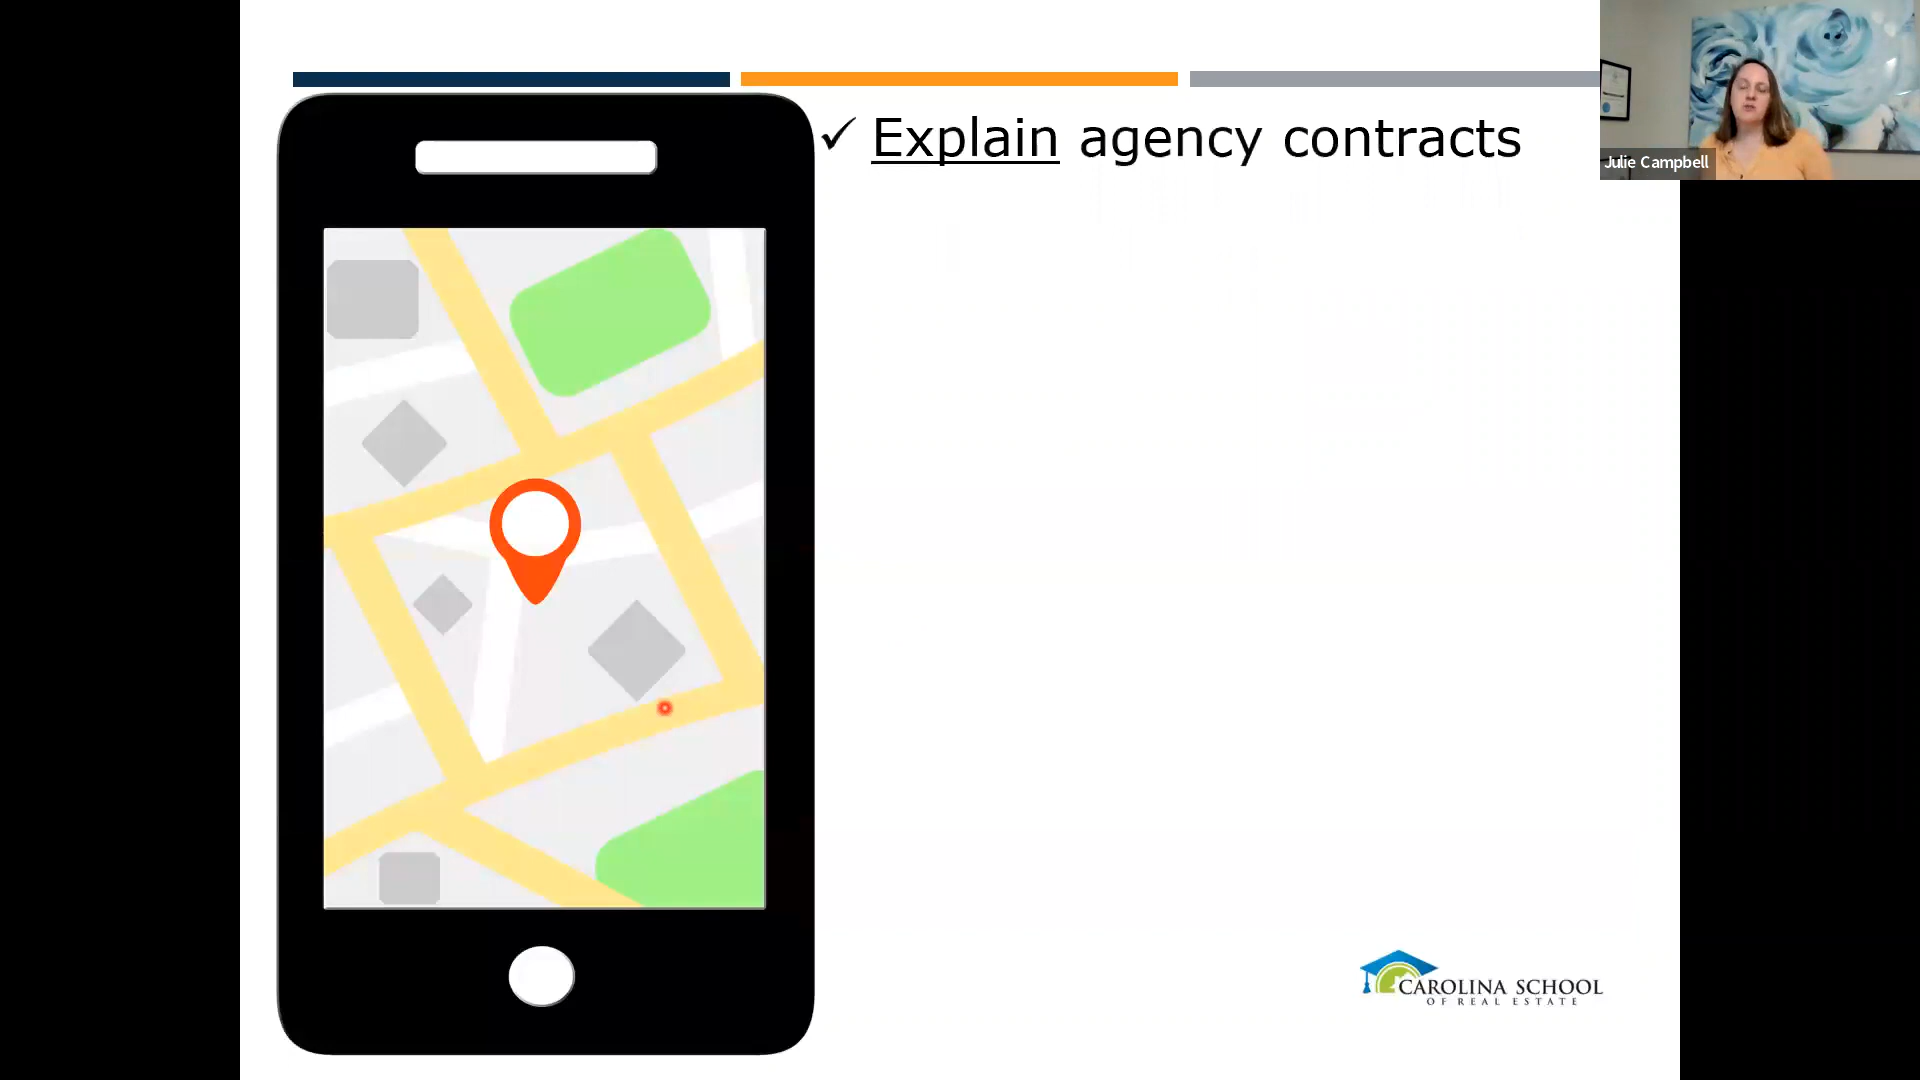 ✓ Explain agency contracts
Julie Campbell
CAROLINA SCHOOL
OF REAL ESTATE